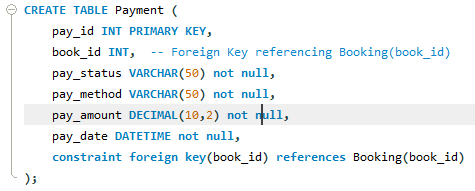 CREATE TABLE Payment (
pay_id INT PRIMARY KEY,
book_id INT,  -- Foreign Key referencing Booking(book_id)
pay_status VARCHAR(50) not null,
pay_method VARCHAR(50) not null,
pay_amount DECIMAL(10,2) not null,
pay_date DATETIME not null,
constraint foreign key(book_id) references Booking(book_id)
);